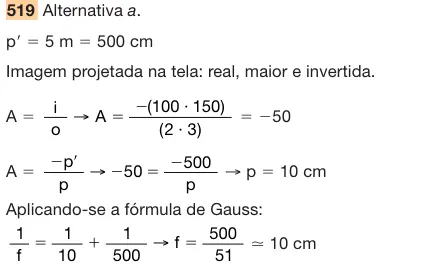 519 Alternativa a.
p′ = 5 m = 500 cm
Imagem projetada na tela: real, maior e invertida.
A = i/o → A = −(100 · 150)/(2 · 3) = −50
A = −p′/p → −50 = −500/p → p = 10 cm
Aplicando-se a fórmula de Gauss:
1/f = 1/10 + 1/500 → f = 500/51 ≃ 10 cm